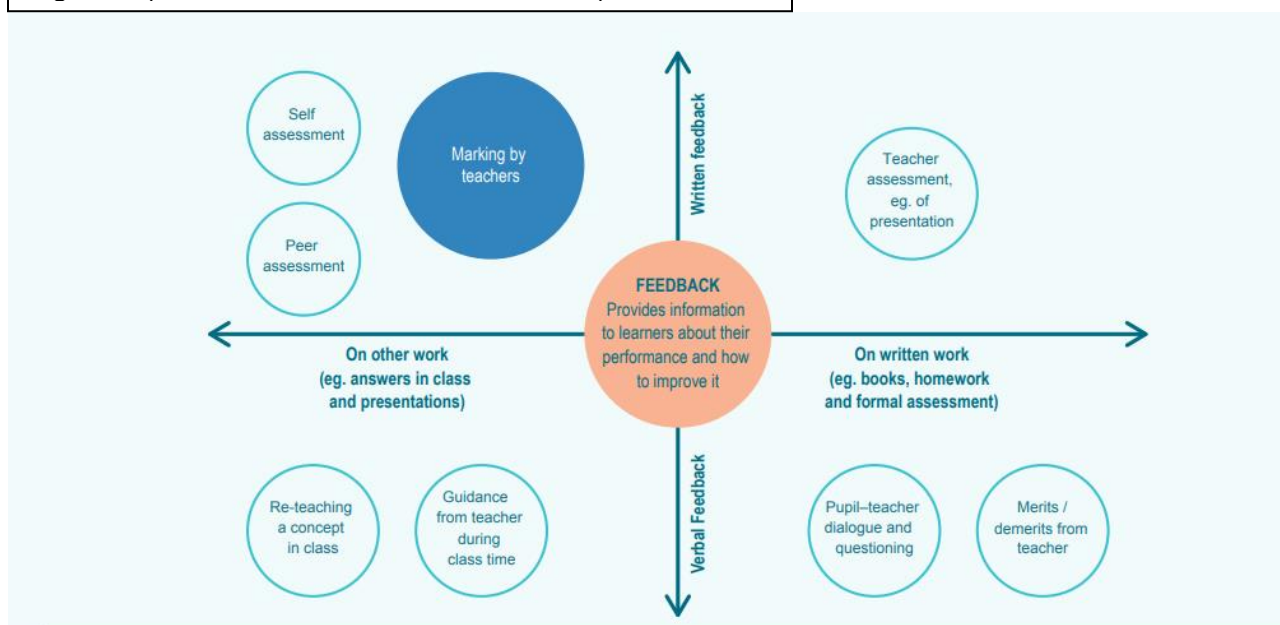 Self
assessment
Marking by
teachers
Written feedback
Teacher
assessment,
eg. of
presentation
Peer
assessment
FEEDBACK
Provides information
to learners about their
performance and how
to improve it
On other work
(eg. answers in class
and presentations)
On written work
(eg. books, homework
and formal assessment)
Re-teaching
a concept
in class
Guidance
from teacher
during
class time
Verbal Feedback
Pupil–teacher
dialogue and
questioning
Merits /
demerits from
teacher